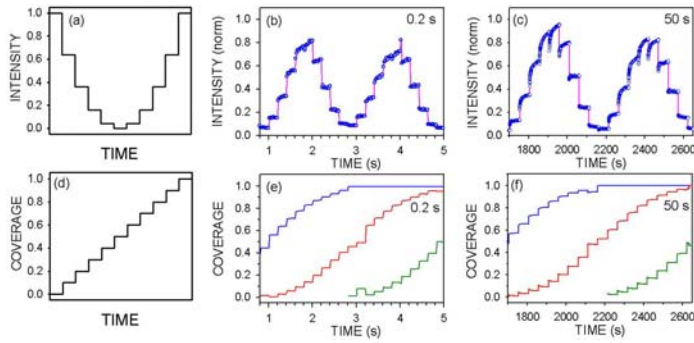 (a)
INTENSITY
1.0
0.8
0.6
0.4
0.2
0.0
TIME
(b)
0.2 s
INTENSITY (norm)
1.0
0.8
0.6
0.4
0.2
0.0
1 2 3 4 5
TIME (s)
(c)
50 s
INTENSITY (norm)
1.0
0.8
0.6
0.4
0.2
0.0
1800 2000 2200 2400 2600
TIME (s)
(d)
COVERAGE
1.0
0.8
0.6
0.4
0.2
0.0
TIME
(e)
0.2 s
COVERAGE
1.0
0.8
0.6
0.4
0.2
0.0
1 2 3 4 5
TIME (s)
(f)
50 s
COVERAGE
1.0
0.8
0.6
0.4
0.2
0.0
1800 2000 2200 2400 2600
TIME (s)